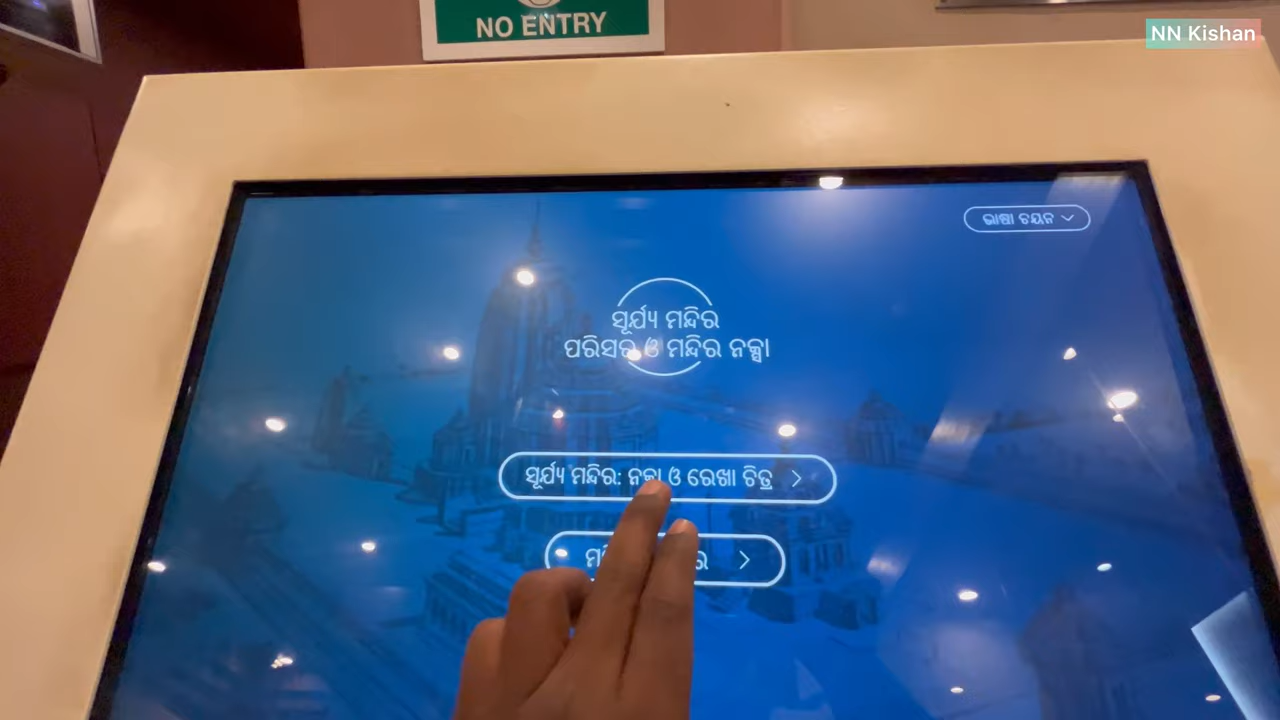 NO ENTRY
NN Kishan
ଭାଷା ଚୟନ
ସୂର୍ଯ୍ୟ ମନ୍ଦିର
ପରିସର ଓ ମନ୍ଦିର ନକ୍ସା
ସୂର୍ଯ୍ୟ ମନ୍ଦିର: ନକ୍ସା ଓ ରେଖା ଚିତ୍ର